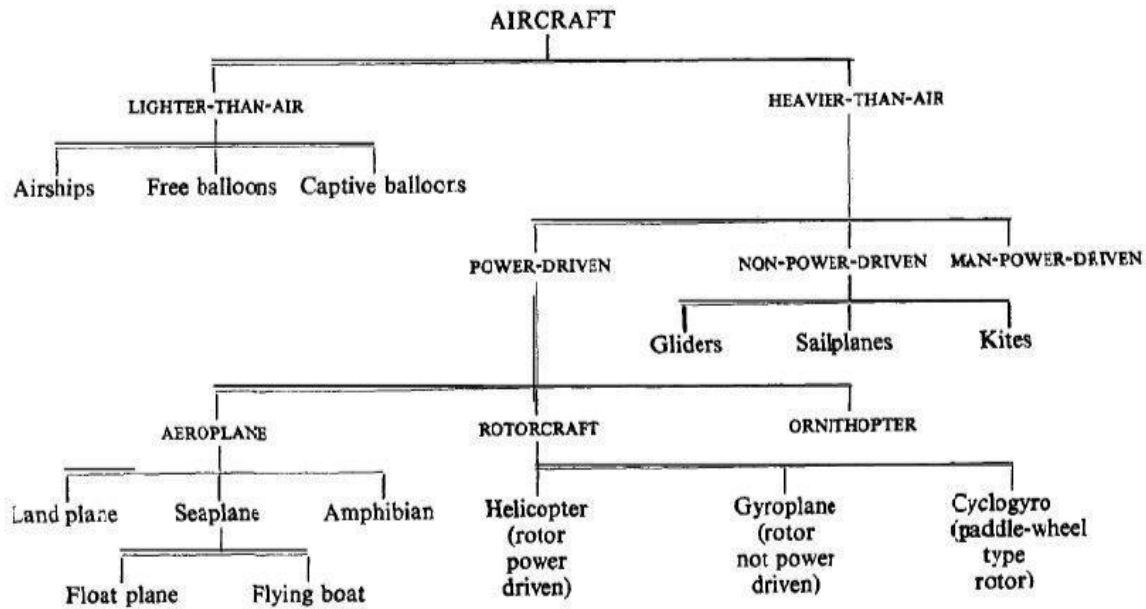 AIRCRAFT
LIGHTER-THAN-AIR
HEAVIER-THAN-AIR
Airships
Free balloons
Captive balloors
POWER-DRIVEN
NON-POWER-DRIVEN
MAN-POWER-DRIVEN
Gliders
Sailplanes
Kites
AEROPLANE
ROTORCRAFT
ORNITHOPTER
Land plane
Seaplane
Amphibian
Helicopter
(rotor
power
driven)
Gyroplane
(rotor
not power
driven)
Cyclogyro
(paddle-wheel
type
rotor)
Float plane
Flying boat